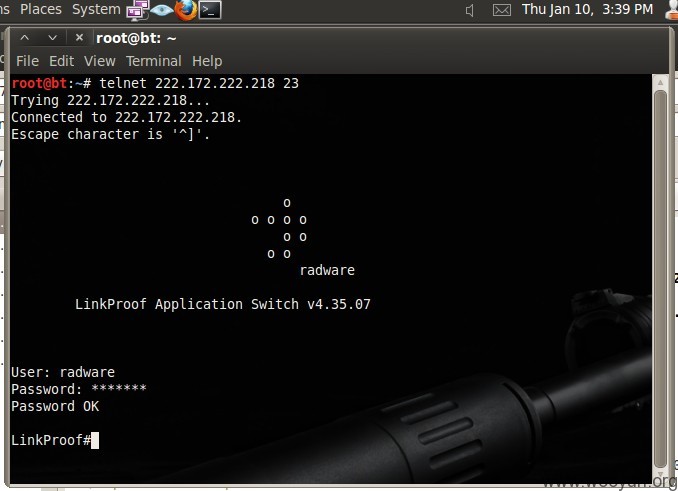 ns Places System Thu Jan 10, 3:39 PM
root@bt: ~
File Edit View Terminal Help
root@bt:~# telnet 222.172.222.218 23
Trying 222.172.222.218...
Connected to 222.172.222.218.
Escape character is '^]'.
o
o o o o
o o
o o
radware
LinkProof Application Switch v4.35.07
User: radware
Password: *******
Password OK
LinkProof#
www.wooyun.org